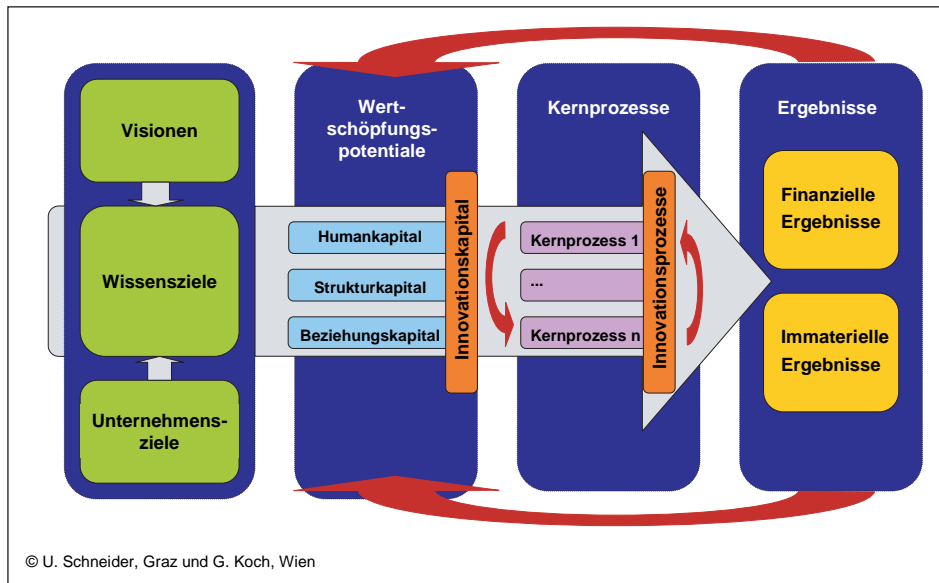 Visionen
Wissensziele
Unternehmens-
ziele
Wert-
schöpfungs-
potentiale
Humankapital
Strukturkapital
Beziehungskapital
Innovationskapital
Kernprozesse
Kernprozess 1
...
Kernprozess n
Innovationsprozesse
Ergebnisse
Finanzielle
Ergebnisse
Immaterielle
Ergebnisse
© U. Schneider, Graz und G. Koch, Wien